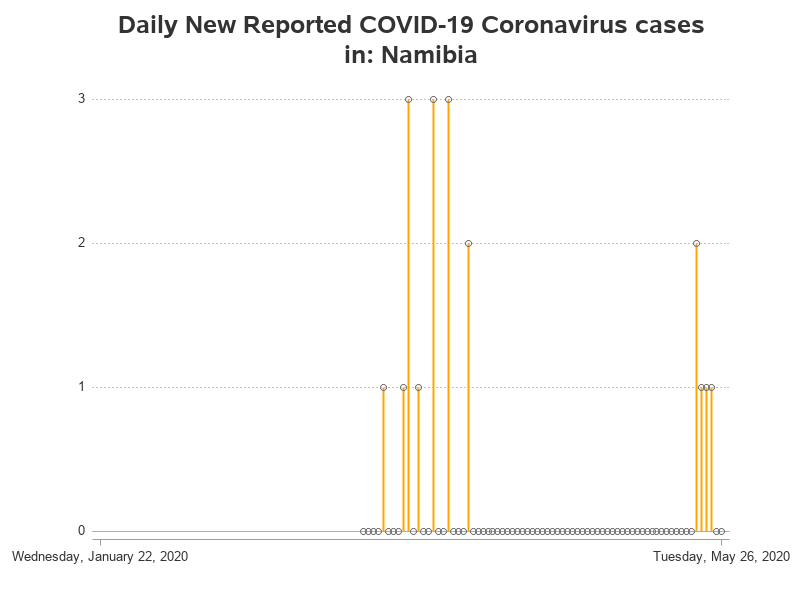 Daily New Reported COVID-19 Coronavirus cases
in: Namibia
3
2
1
0
Wednesday, January 22, 2020
Tuesday, May 26, 2020